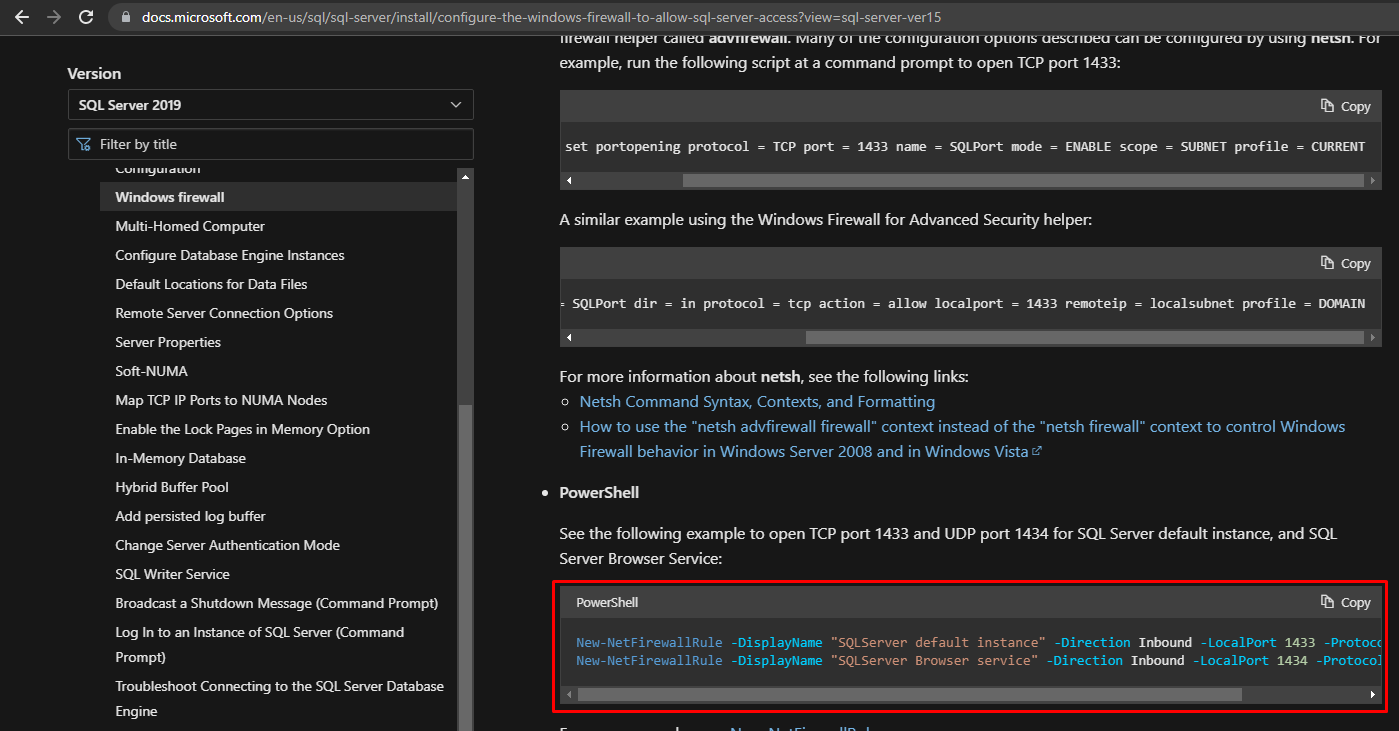 docs.microsoft.com/en-us/sql/sql-server/install/configure-the-windows-firewall-to-allow-sql-server-access?view=sql-server-ver15
Version
SQL Server 2019
Filter by title
Configuration
Windows firewall
Multi-Homed Computer
Configure Database Engine Instances
Default Locations for Data Files
Remote Server Connection Options
Server Properties
Soft-NUMA
Map TCP IP Ports to NUMA Nodes
Enable the Lock Pages in Memory Option
In-Memory Database
Hybrid Buffer Pool
Add persisted log buffer
Change Server Authentication Mode
SQL Writer Service
Broadcast a Shutdown Message (Command Prompt)
Log In to an Instance of SQL Server (Command
Prompt)
Troubleshoot Connecting to the SQL Server Database
Engine
firewall helper called advfirewall. Many of the configuration options described can be configured by using netsh. For
example, run the following script at a command prompt to open TCP port 1433:
Copy
set portopening protocol = TCP port = 1433 name = SQLPort mode = ENABLE scope = SUBNET profile = CURRENT
A similar example using the Windows Firewall for Advanced Security helper:
Copy
= SQLPort dir = in protocol = tcp action = allow localport = 1433 remoteip = localsubnet profile = DOMAIN
For more information about netsh, see the following links:
Netsh Command Syntax, Contexts, and Formatting
How to use the "netsh advfirewall firewall" context instead of the "netsh firewall" context to control Windows
Firewall behavior in Windows Server 2008 and in Windows Vista
• PowerShell
See the following example to open TCP port 1433 and UDP port 1434 for SQL Server default instance, and SQL
Server Browser Service:
PowerShell
Copy
New-NetFirewallRule -DisplayName "SQLServer default instance" -Direction Inbound -LocalPort 1433 -Protoco
New-NetFirewallRule -DisplayName "SQLServer Browser service" -Direction Inbound -LocalPort 1434 -Protocol